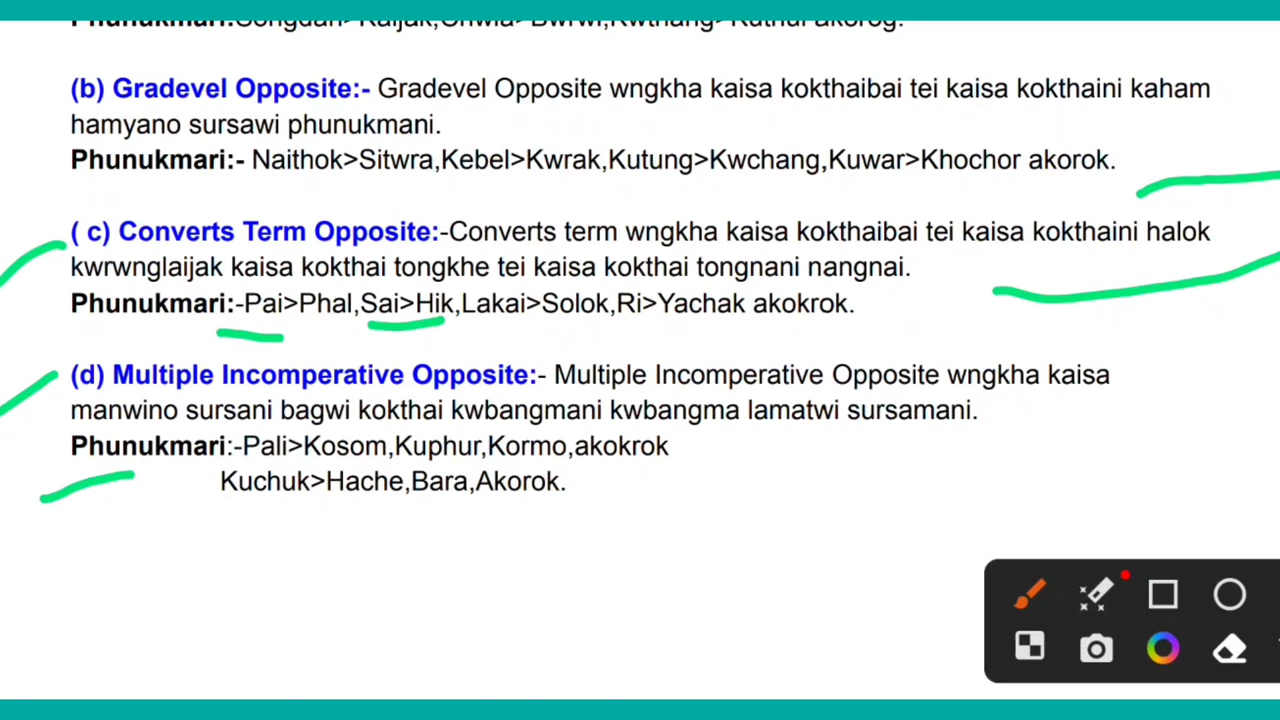 (b) Gradevel Opposite:- Gradevel Opposite wngkha kaisa kokthaibai tei kaisa kokthaini kaham
hamyano sursawi phunukmani.
Phunukmari:- Naithok>Sitwra,Kebel>Kwrak,Kutung>Kwchang,Kuwar>Khochor akorok.
( c) Converts Term Opposite:-Converts term wngkha kaisa kokthaibai tei kaisa kokthaini halok
kwrwnglaijak kaisa kokthai tongkhe tei kaisa kokthai tongnani nangnai.
Phunukmari:-Pai>Phal,Sai>Hik,Lakai>Solok,Ri>Yachak akokrok.
(d) Multiple Incomperative Opposite:- Multiple Incomperative Opposite wngkha kaisa
manwino sursani bagwi kokthai kwbangmani kwbangma lamatwi sursamani.
Phunukmari:-Pali>Kosom,Kuphur,Kormo,akokrok
Kuchuk>Hache,Bara,Akorok.